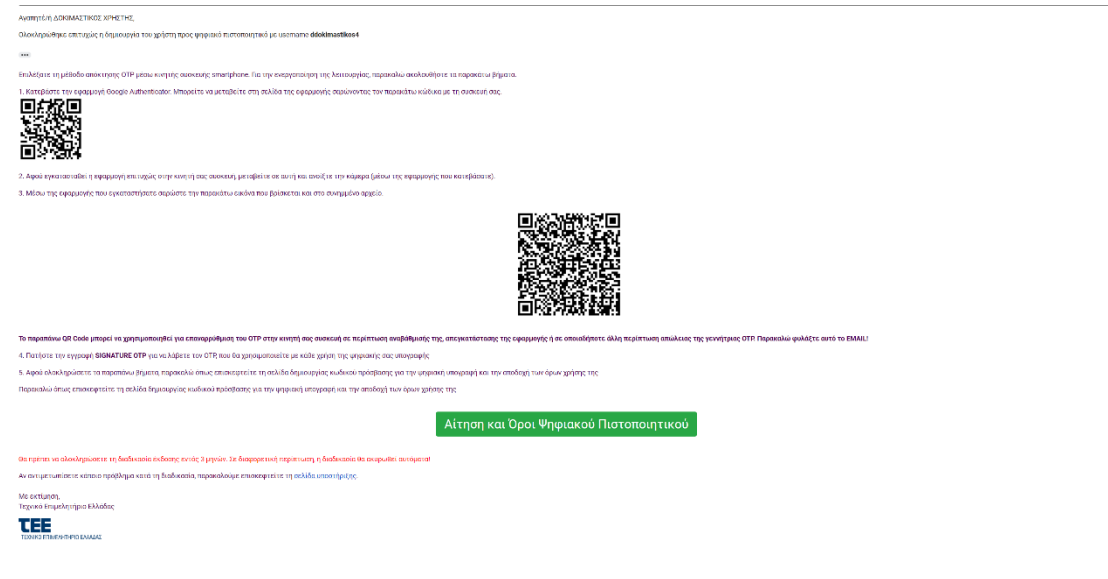 Αγαπητέ/ή ΔΟΚΙΜΑΣΤΙΚΟΣ ΧΡΗΣΤΗΣ,
Ολοκληρώθηκε επιτυχώς η δημιουργία του χρήστη προς ψηφιακό πιστοποιητικό με username ddokimastikos4
•••
Επιλέξατε τη μέθοδο απόκτησης OTP μέσω κινητής συσκευής smartphone. Για την ενεργοποίηση της λειτουργίας, παρακαλώ ακολουθήστε τα παρακάτω βήματα.
1. Κατεβάστε την εφαρμογή Google Authenticator. Μπορείτε να μεταβείτε στη σελίδα της εφαρμογής σαρώνοντας τον παρακάτω κώδικα με τη συσκευή σας.
2. Αφού εγκατασταθεί η εφαρμογή επιτυχώς στην κινητή σας συσκευή, μεταβείτε σε αυτή και ανοίξτε την κάμερα (μέσω της εφαρμογής που κατεβάσατε).
3. Μέσω της εφαρμογής που εγκαταστήσατε σαρώστε την παρακάτω εικόνα που βρίσκεται και στο συνημμένο αρχείο.
Το παραπάνω QR Code μπορεί να χρησιμοποιηθεί για επαναρρύθμιση του OTP στην κινητή σας συσκευή σε περίπτωση αναβάθμισής της, απεγκατάστασης της εφαρμογής ή σε οποιαδήποτε άλλη περίπτωση απώλειας της γεννήτριας OTP. Παρακαλώ φυλάξτε αυτό το EMAIL!
4. Πατήστε την εγγραφή SIGNATURE OTP για να λάβετε τον OTP, που θα χρησιμοποιείτε με κάθε χρήση της ψηφιακής σας υπογραφής
5. Αφού ολοκληρώσετε τα παραπάνω βήματα, παρακαλώ όπως επισκεφτείτε τη σελίδα δημιουργίας κωδικού πρόσβασης για την ψηφιακή υπογραφή και την αποδοχή των όρων χρήσης της
Παρακαλώ όπως επισκεφτείτε τη σελίδα δημιουργίας κωδικού πρόσβασης για την ψηφιακή υπογραφή και την αποδοχή των όρων χρήσης της
Αίτηση και Όροι Ψηφιακού Πιστοποιητικού
Θα πρέπει να ολοκληρώσετε τη διαδικασία έκδοσης εντός 3 μηνών. Σε διαφορετική περίπτωση, η διαδικασία θα ακυρωθεί αυτόματα!
Αν αντιμετωπίσετε κάποιο πρόβλημα κατά τη διαδικασία, παρακαλούμε επισκεφτείτε τη σελίδα υποστήριξης.
Με εκτίμηση,
Τεχνικό Επιμελητήριο Ελλάδας
ΤΕΕ
ΤΕΧΝΙΚΟ ΕΠΙΜΕΛΗΤΗΡΙΟ ΕΛΛΑΔΑΣ